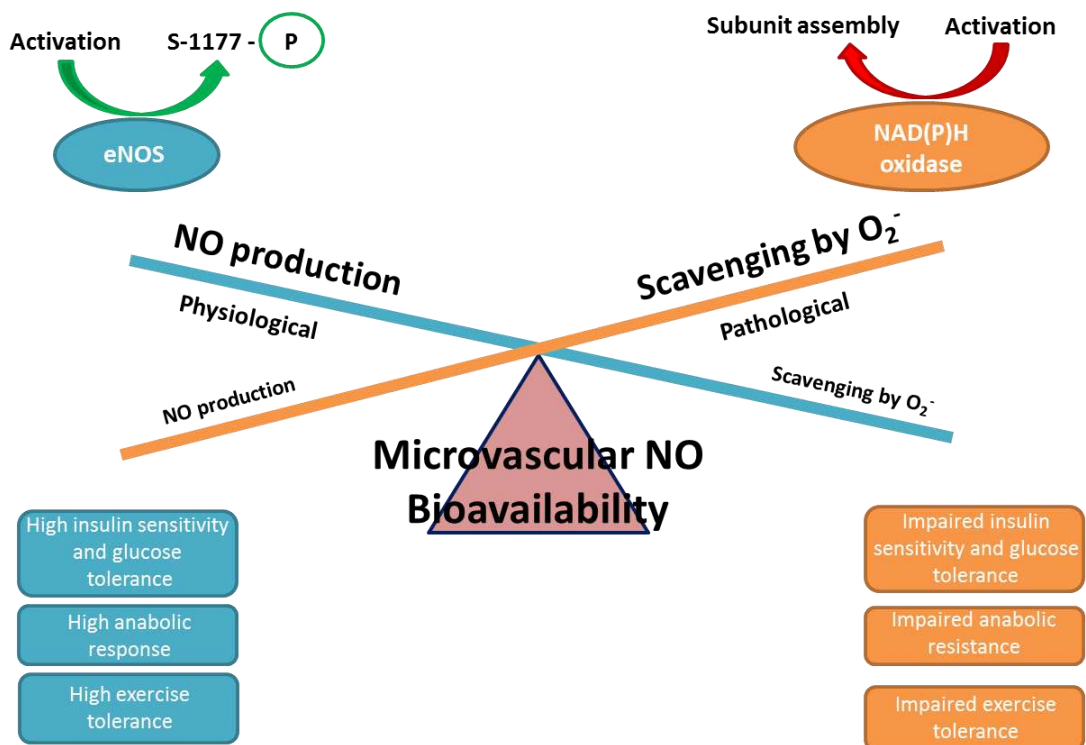 Activation
S-1177 -
P
eNOS
Subunit assembly
Activation
NAD(P)H
oxidase
NO production
Physiological
Scavenging by O₂⁻
Pathological
NO production
Scavenging by O₂⁻
Microvascular NO
Bioavailability
High insulin sensitivity
and glucose
tolerance
High anabolic
response
High exercise
tolerance
Impaired insulin
sensitivity and glucose
tolerance
Impaired anabolic
resistance
Impaired exercise
tolerance